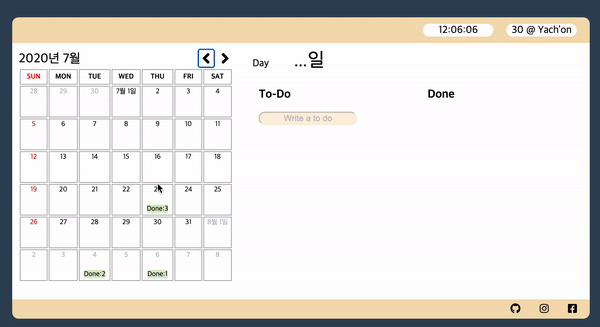 12:06:06
30 @ Yach'on
2020년 7월
SUN MON TUE WED THU FRI SAT
28 29 30 7월 1일 2 3 4
5 6 7 8 9 10 11
12 13 14 15 16 17 18
19 20 21 22 24 25
Done:3
26 27 28 29 30 31 8월 1일
2 3 4 5 6 7 8
Done:2 Done:1
Day ...일
To-Do Done
Write a to do